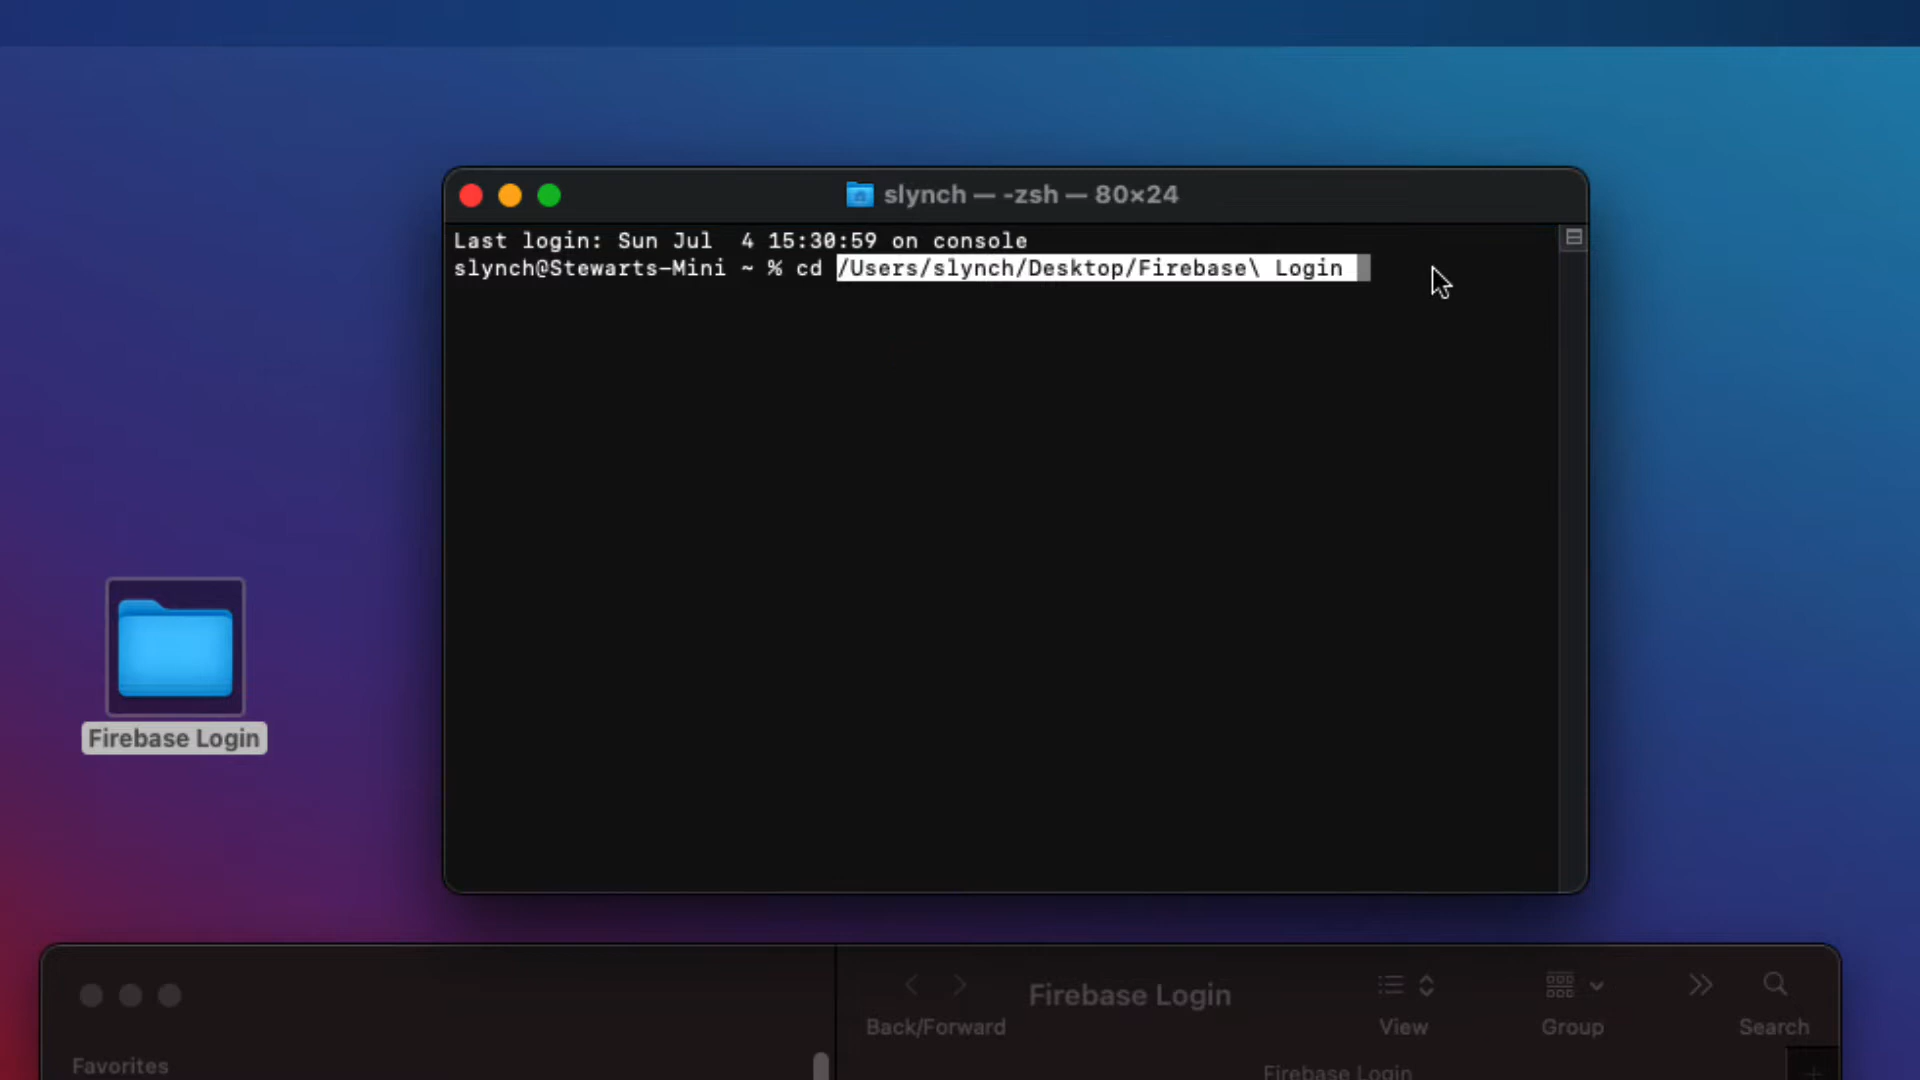 slynch — -zsh — 80×24
Last login: Sun Jul  4 15:30:59 on console
slynch@Stewarts-Mini ~ % cd /Users/slynch/Desktop/Firebase\ Login
Firebase Login
Firebase Login
Back/Forward
View
Group
Search
Favorites
Firebase Login